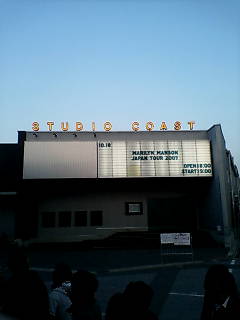 STUDIO COAST
10.18
MARILYN MANSON
JAPAN TOUR 2007
OPEN18:00
START19:00